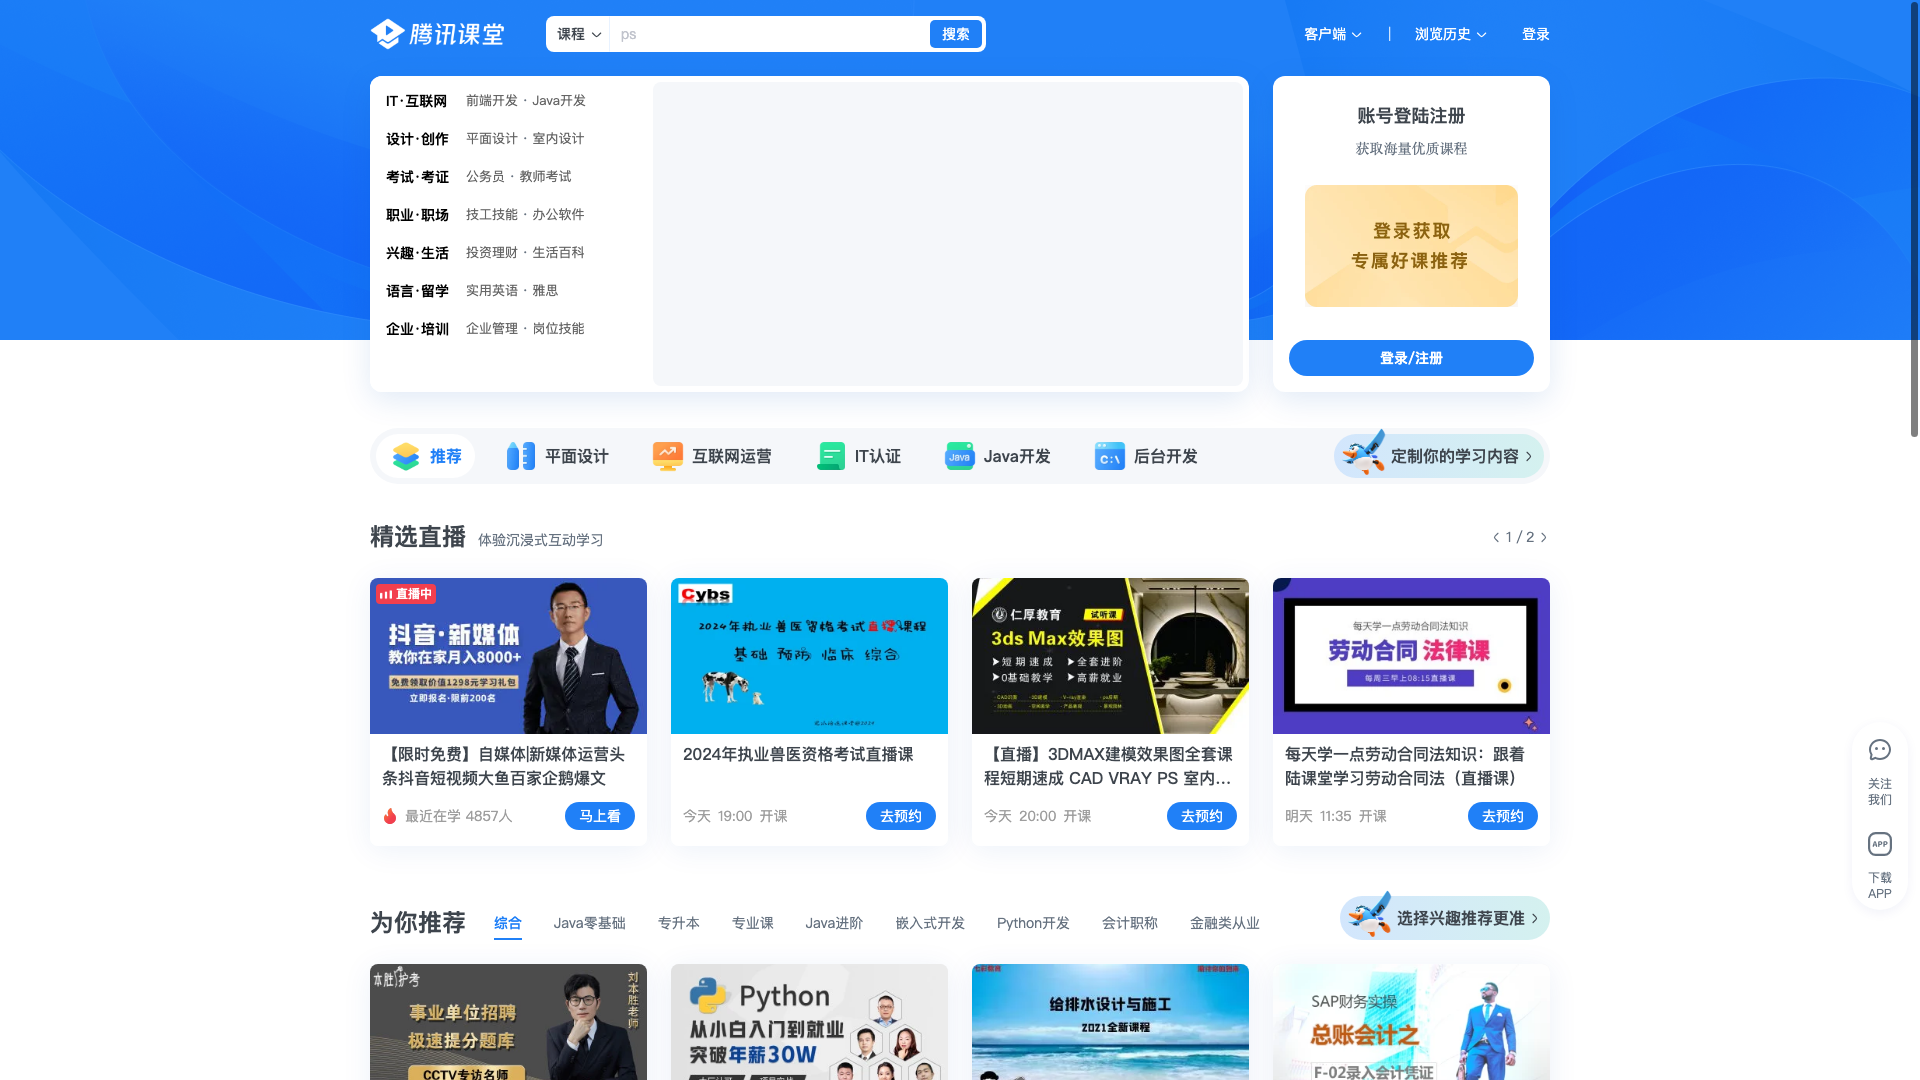 腾讯课堂
课程
ps
搜索
客户端
浏览历史
登录
IT·互联网 前端开发 · Java开发
设计·创作 平面设计 · 室内设计
考试·考证 公务员 · 教师考试
职业·职场 技工技能 · 办公软件
兴趣·生活 投资理财 · 生活百科
语言·留学 实用英语 · 雅思
企业·培训 企业管理 · 岗位技能
账号登陆注册
获取海量优质课程
登录获取
专属好课推荐
登录/注册
推荐
平面设计
互联网运营
IT认证
Java
Java开发
C:\
后台开发
定制你的学习内容
精选直播 体验沉浸式互动学习
1 / 2
直播中
抖音·新媒体
教你在家月入8000+
免费领取价值1298元学习礼包
立即报名·限前200名
【限时免费】自媒体|新媒体运营头
条抖音短视频大鱼百家企鹅爆文
最近在学 4857人
马上看
Cybs
2024年执业兽医资格考试直播课程
基础 预防 临床 综合
2024年执业兽医资格考试直播课
今天 19:00 开课
去预约
仁厚教育
试听课
3ds Max效果图
短期速成
全套进阶
0基础教学
高薪就业
【直播】3DMAX建模效果图全套课
程短期速成 CAD VRAY PS 室内...
今天 20:00 开课
去预约
每天学一点劳动合同法知识
劳动合同 法律课
每周三早上08:15直播课
每天学一点劳动合同法知识：跟着
陆课堂学习劳动合同法（直播课）
明天 11:35 开课
去预约
关注
我们
APP
下载
APP
为你推荐
综合
Java零基础
专升本
专业课
Java进阶
嵌入式开发
Python开发
会计职称
金融类从业
选择兴趣推荐更准
本胜护考
刘本胜老师
事业单位招聘
极速提分题库
CCTV专访名师
Python
从小白入门到就业
突破年薪30W
给排水设计与施工
2021全新课程
SAP财务实操
总账会计之
F-02录入会计凭证